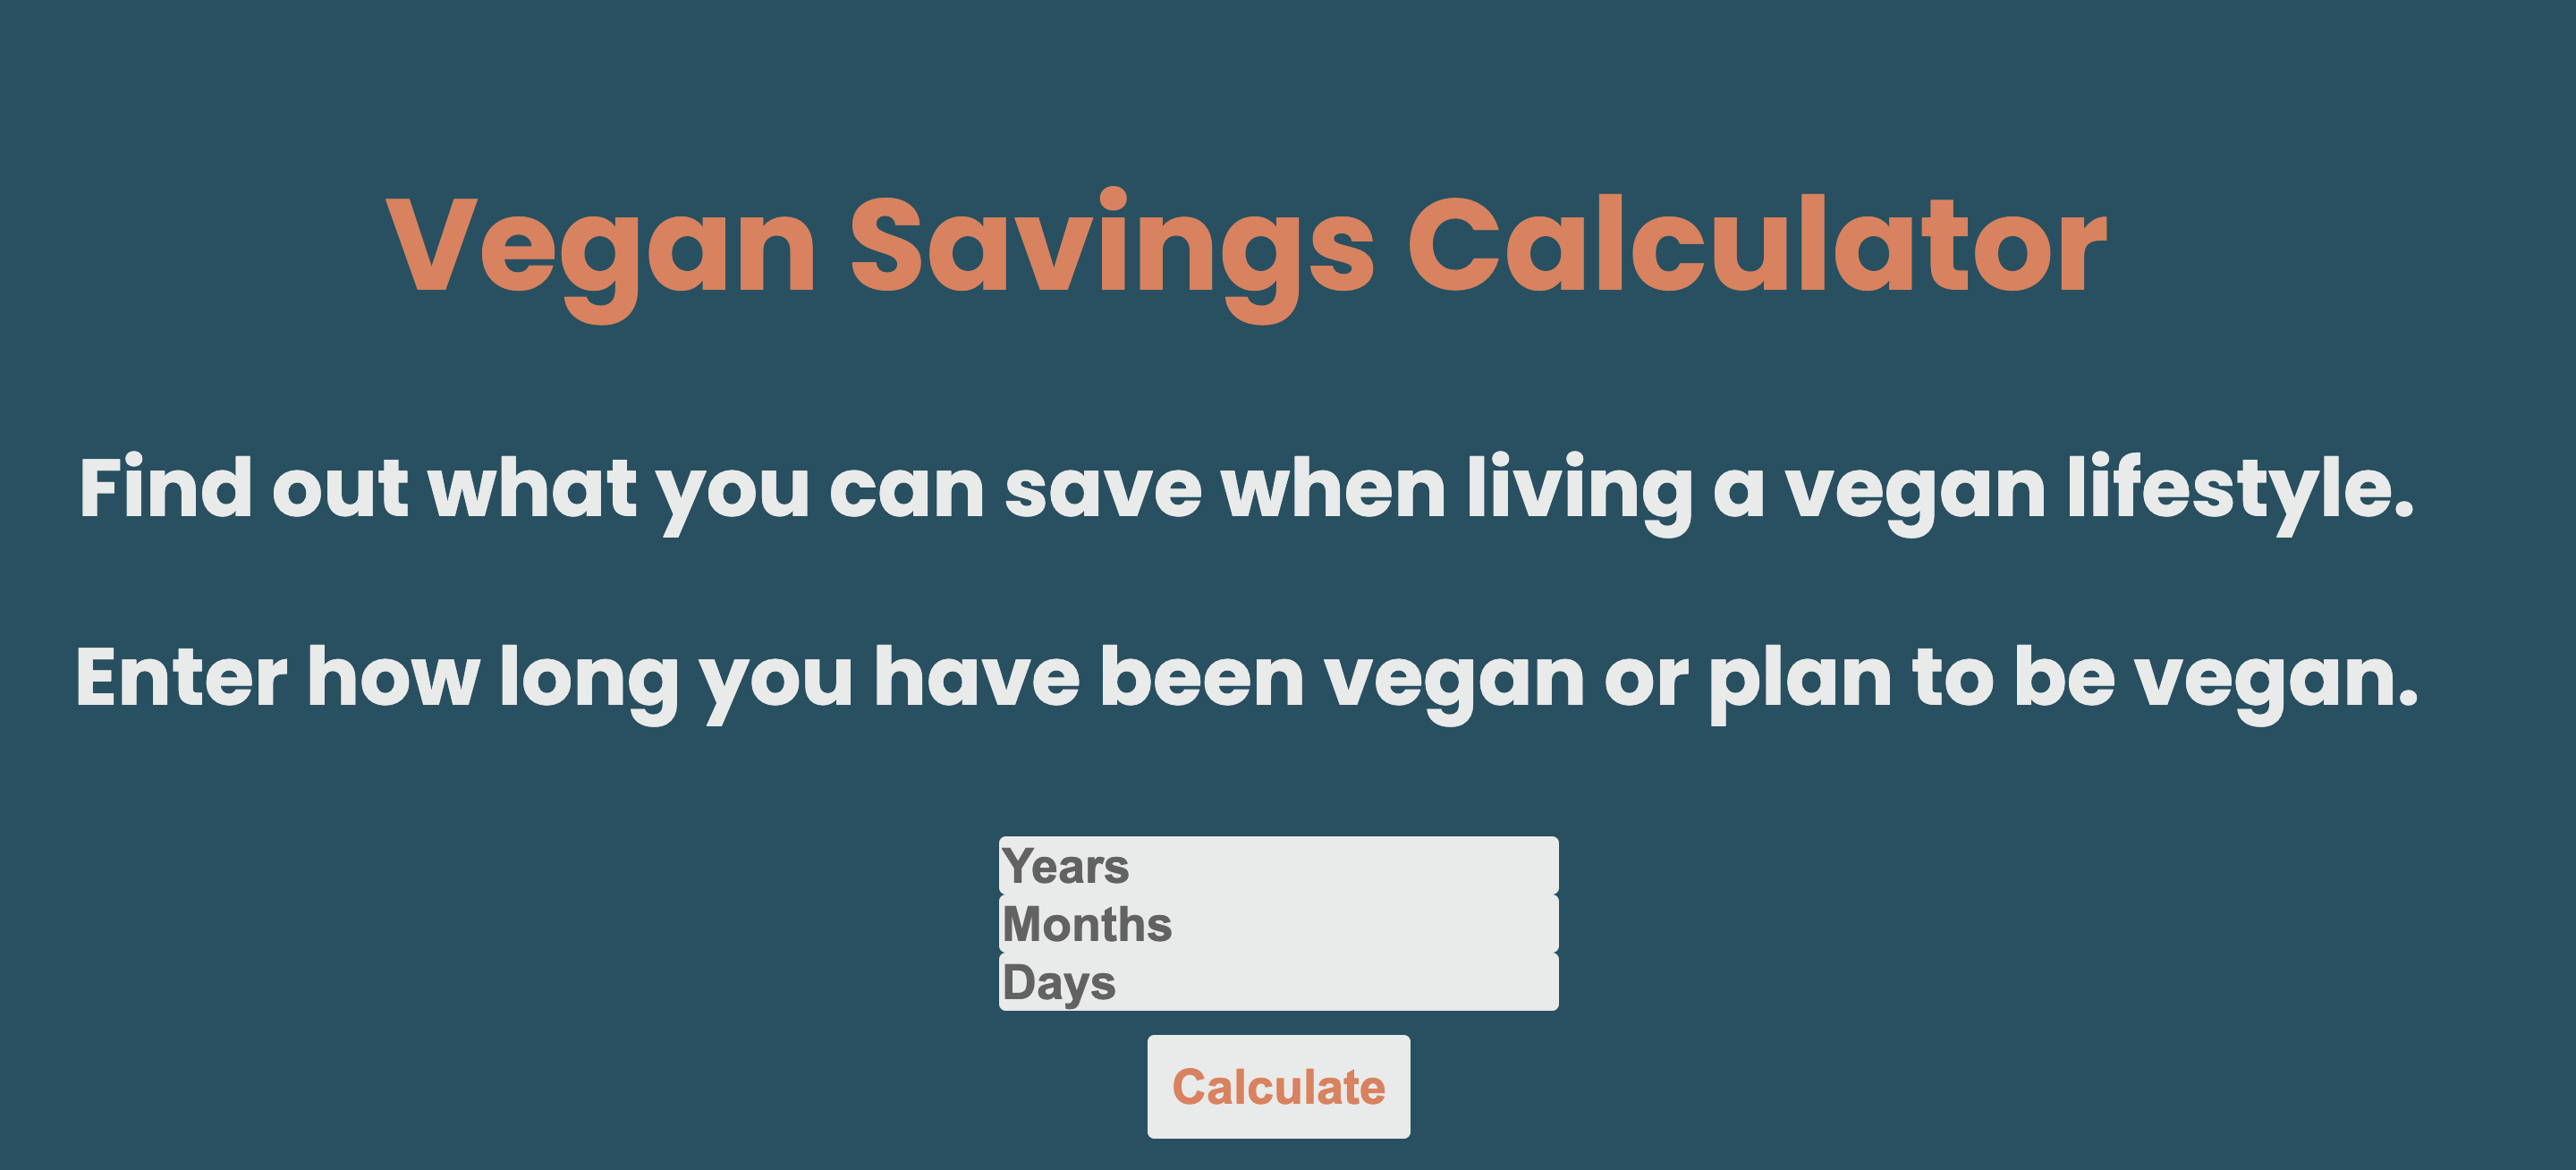 Vegan Savings Calculator
Find out what you can save when living a vegan lifestyle.
Enter how long you have been vegan or plan to be vegan.
Years
Months
Days
Calculate